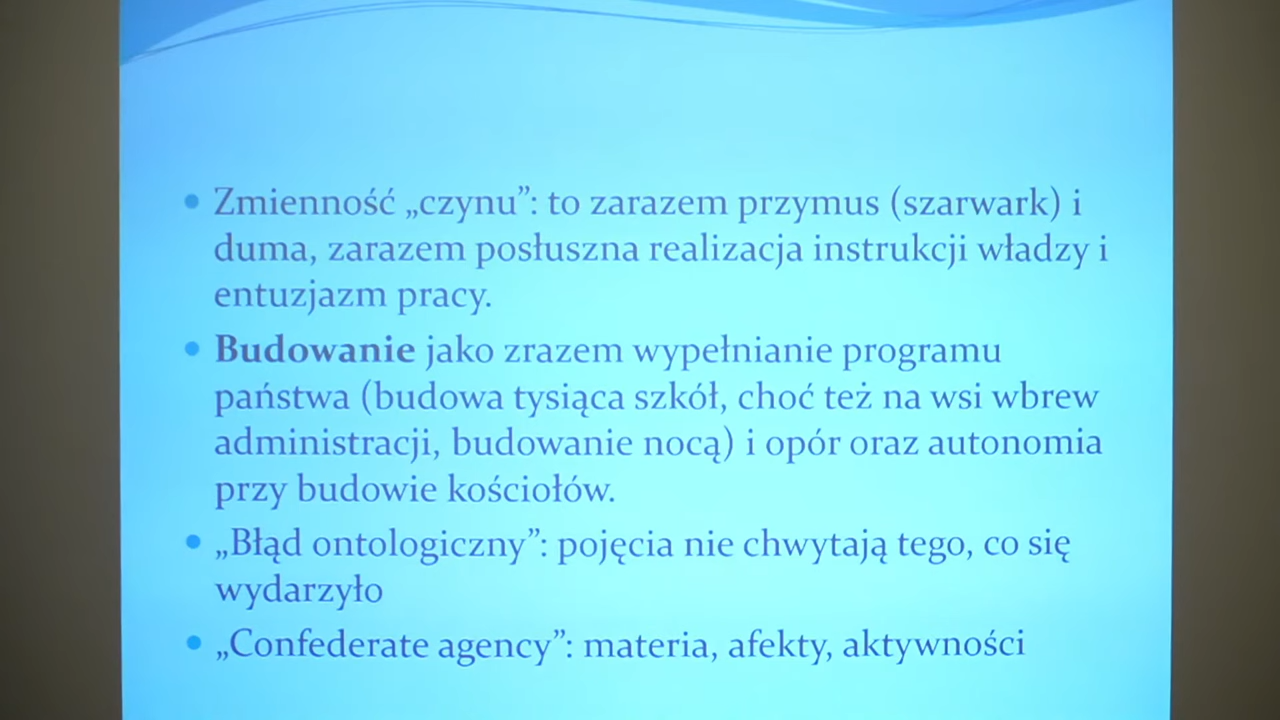 Zmienność „czynu”: to zarazem przymus (szarwark) i
duma, zarazem posłuszna realizacja instrukcji władzy i
entuzjazm pracy.
Budowanie jako zrazem wypełnianie programu
państwa (budowa tysiąca szkół, choć też na wsi wbrew
administracji, budowanie nocą) i opór oraz autonomia
przy budowie kościołów.
„Błąd ontologiczny”: pojęcia nie chwytają tego, co się
wydarzyło
„Confederate agency”: materia, afekty, aktywności